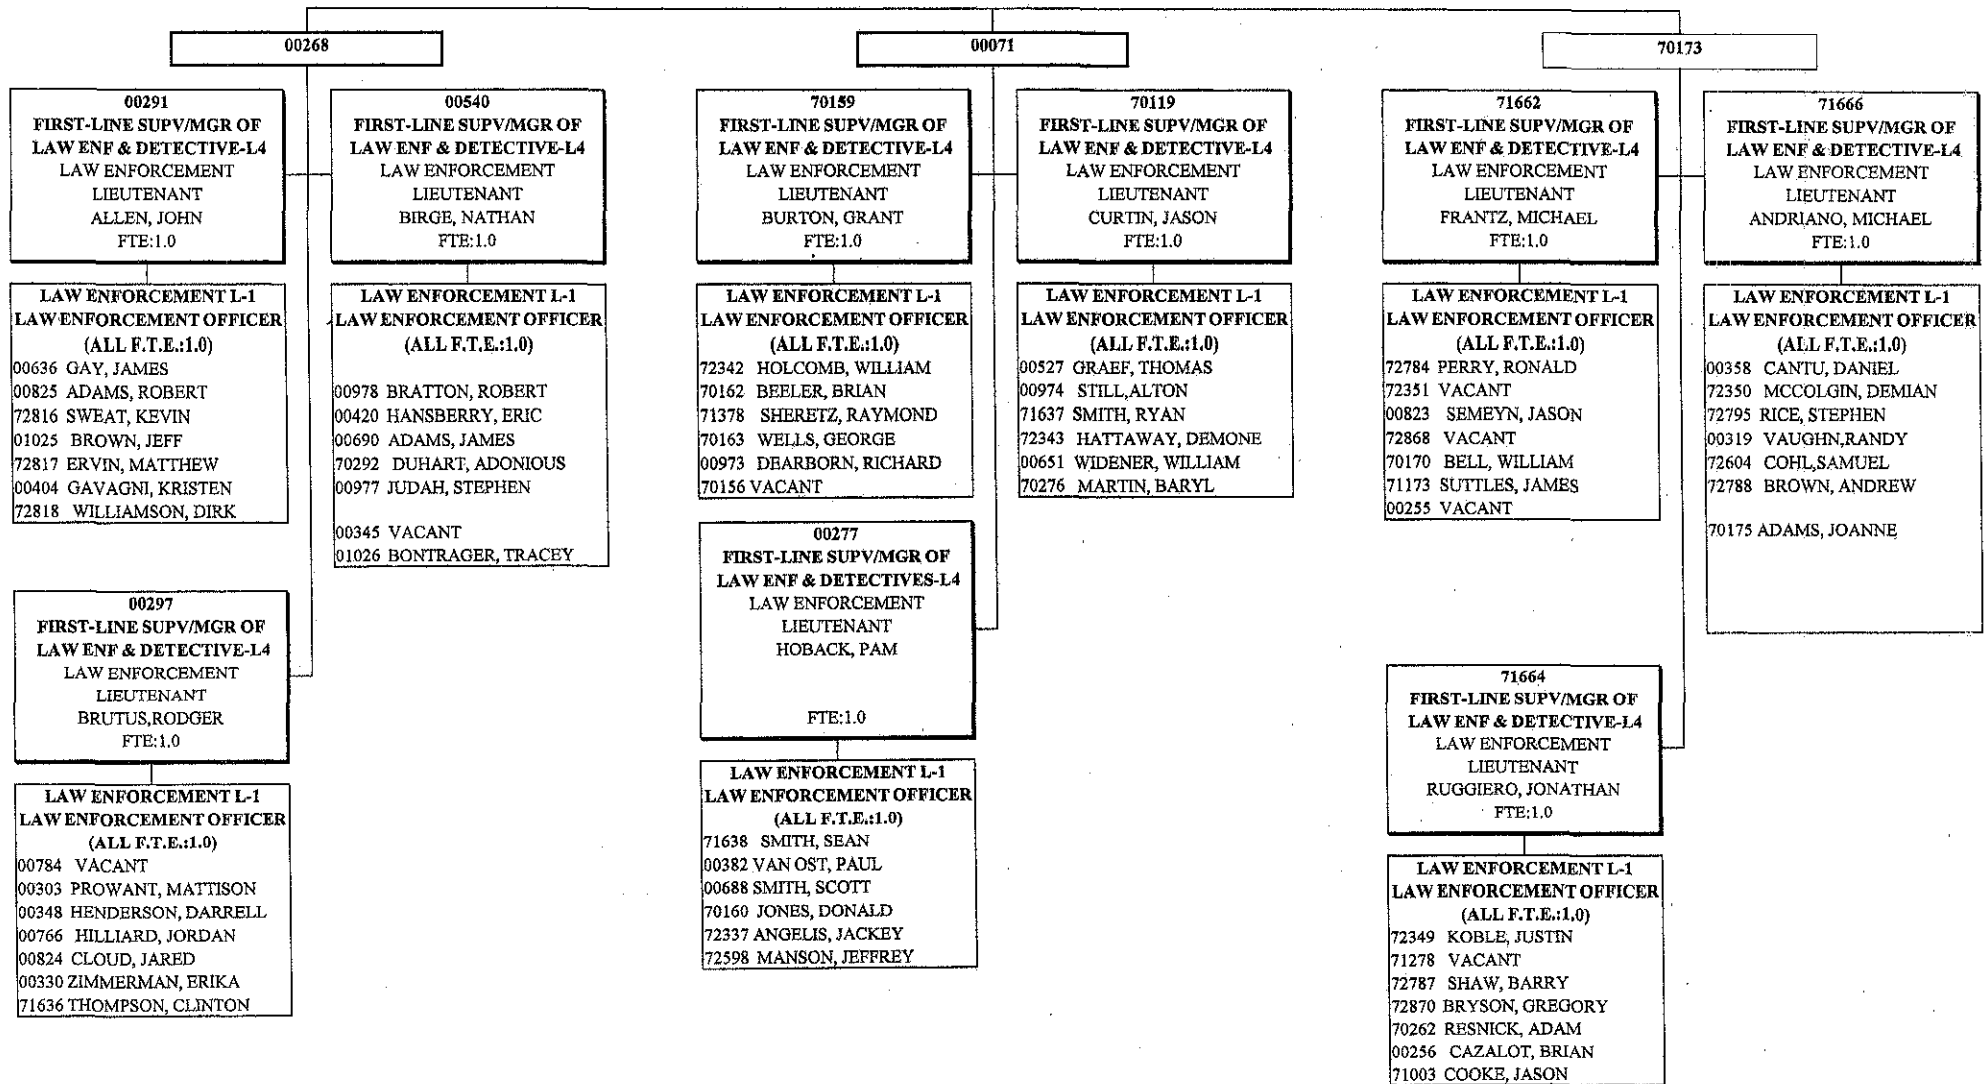 00268
00071
70173
00291
FIRST-LINE SUPV/MGR OF
LAW ENF & DETECTIVE-L4
LAW ENFORCEMENT
LIEUTENANT
ALLEN, JOHN
FTE:1.0
00540
FIRST-LINE SUPV/MGR OF
LAW ENF & DETECTIVE-L4
LAW ENFORCEMENT
LIEUTENANT
BIRGE, NATHAN
FTE:1.0
70159
FIRST-LINE SUPV/MGR OF
LAW ENF & DETECTIVE-L4
LAW ENFORCEMENT
LIEUTENANT
BURTON, GRANT
FTE:1.0
70119
FIRST-LINE SUPV/MGR OF
LAW ENF & DETECTIVE-L4
LAW ENFORCEMENT
LIEUTENANT
CURTIN, JASON
FTE:1.0
71662
FIRST-LINE SUPV/MGR OF
LAW ENF & DETECTIVE-L4
LAW ENFORCEMENT
LIEUTENANT
FRANTZ, MICHAEL
FTE:1.0
71666
FIRST-LINE SUPV/MGR OF
LAW ENF & DETECTIVE-L4
LAW ENFORCEMENT
LIEUTENANT
ANDRIANO, MICHAEL
FTE:1.0
LAW ENFORCEMENT L-1
LAW ENFORCEMENT OFFICER
(ALL F.T.E.:1.0)
00636 GAY, JAMES
00825 ADAMS, ROBERT
72816 SWEAT, KEVIN
01025 BROWN, JEFF
72817 ERVIN, MATTHEW
00404 GAVAGNI, KRISTEN
72818 WILLIAMSON, DIRK
LAW ENFORCEMENT L-1
LAW ENFORCEMENT OFFICER
(ALL F.T.E.:1.0)
00978 BRATTON, ROBERT
00420 HANSBERRY, ERIC
00690 ADAMS, JAMES
70292 DUHART, ADONIOUS
00977 JUDAH, STEPHEN
00345 VACANT
01026 BONTRAGER, TRACEY
LAW ENFORCEMENT L-1
LAW ENFORCEMENT OFFICER
(ALL F.T.E.:1.0)
72342 HOLCOMB, WILLIAM
70162 BEELER, BRIAN
71378 SHERETZ, RAYMOND
70163 WELLS, GEORGE
00973 DEARBORN, RICHARD
70156 VACANT
LAW ENFORCEMENT L-1
LAW ENFORCEMENT OFFICER
(ALL F.T.E.:1.0)
00527 GRAEF, THOMAS
00974 STILL,ALTON
71637 SMITH, RYAN
72343 HATTAWAY, DEMONE
00651 WIDENER, WILLIAM
70276 MARTIN, BARYL
LAW ENFORCEMENT L-1
LAW ENFORCEMENT OFFICER
(ALL F.T.E.:1.0)
72784 PERRY, RONALD
72351 VACANT
00823 SEMEYN, JASON
72868 VACANT
70170 BELL, WILLIAM
71173 SUTTLES, JAMES
00255 VACANT
LAW ENFORCEMENT L-1
LAW ENFORCEMENT OFFICER
(ALL F.T.E.:1.0)
00358 CANTU, DANIEL
72350 MCCOLGIN, DEMIAN
72795 RICE, STEPHEN
00319 VAUGHN,RANDY
72604 COHL,SAMUEL
72788 BROWN, ANDREW
70175 ADAMS, JOANNE
00297
FIRST-LINE SUPV/MGR OF
LAW ENF & DETECTIVE-L4
LAW ENFORCEMENT
LIEUTENANT
BRUTUS,RODGER
FTE:1.0
00277
FIRST-LINE SUPV/MGR OF
LAW ENF & DETECTIVES-L4
LAW ENFORCEMENT
LIEUTENANT
HOBACK, PAM
FTE:1.0
71664
FIRST-LINE SUPV/MGR OF
LAW ENF & DETECTIVE-L4
LAW ENFORCEMENT
LIEUTENANT
RUGGIERO, JONATHAN
FTE:1.0
LAW ENFORCEMENT L-1
LAW ENFORCEMENT OFFICER
(ALL F.T.E.:1.0)
00784 VACANT
00303 PROWANT, MATTISON
00348 HENDERSON, DARRELL
00766 HILLIARD, JORDAN
00824 CLOUD, JARED
00330 ZIMMERMAN, ERIKA
71636 THOMPSON, CLINTON
LAW ENFORCEMENT L-1
LAW ENFORCEMENT OFFICER
(ALL F.T.E.:1.0)
71638 SMITH, SEAN
00382 VAN OST, PAUL
00688 SMITH, SCOTT
70160 JONES, DONALD
72337 ANGELIS, JACKEY
72598 MANSON, JEFFREY
LAW ENFORCEMENT L-1
LAW ENFORCEMENT OFFICER
(ALL F.T.E.:1.0)
72349 KOBLE, JUSTIN
71278 VACANT
72787 SHAW, BARRY
72870 BRYSON, GREGORY
70262 RESNICK, ADAM
00256 CAZALOT, BRIAN
71003 COOKE, JASON